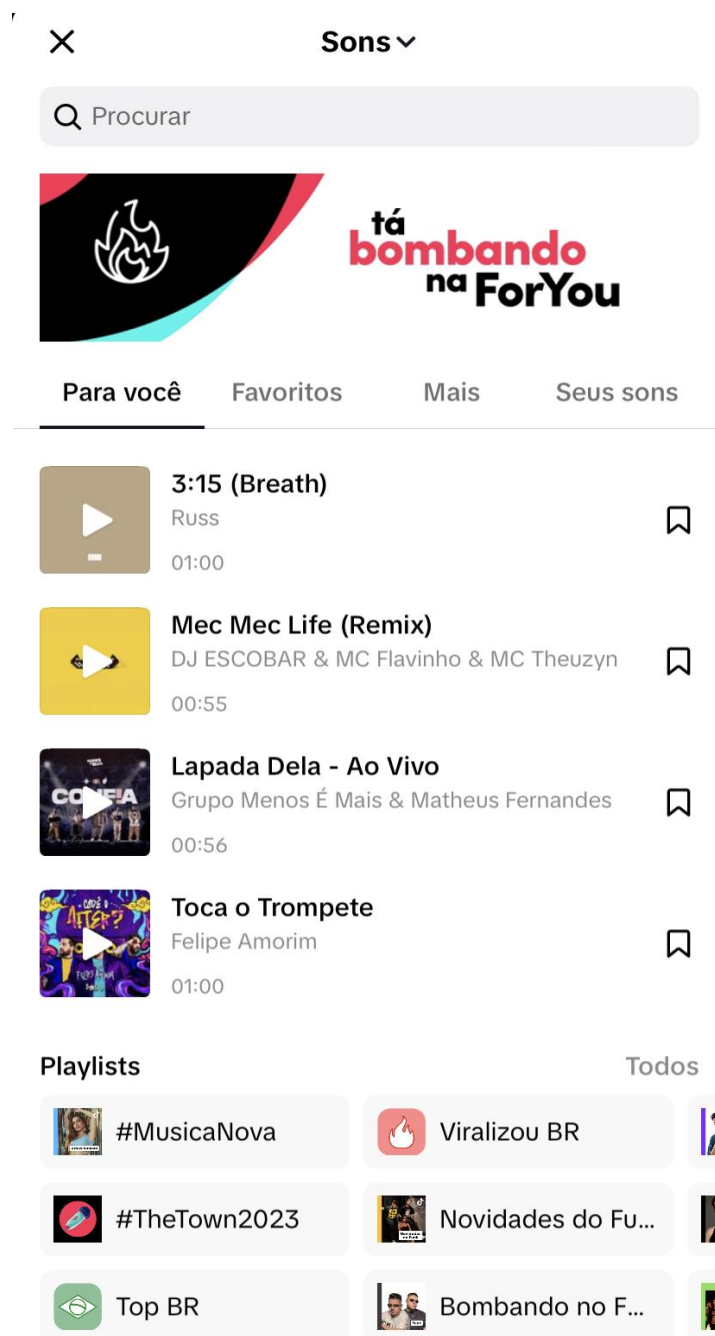 Sons
Procurar
tá
bombando
na ForYou
Para você Favoritos Mais Seus sons
3:15 (Breath)
Russ
01:00
Mec Mec Life (Remix)
DJ ESCOBAR & MC Flavinho & MC Theuzyn
00:55
Lapada Dela - Ao Vivo
Grupo Menos É Mais & Matheus Fernandes
00:56
Toca o Trompete
Felipe Amorim
01:00
Playlists Todos
#MusicaNova Viralizou BR
#TheTown2023 Novidades do Fu...
Top BR Bombando no F...